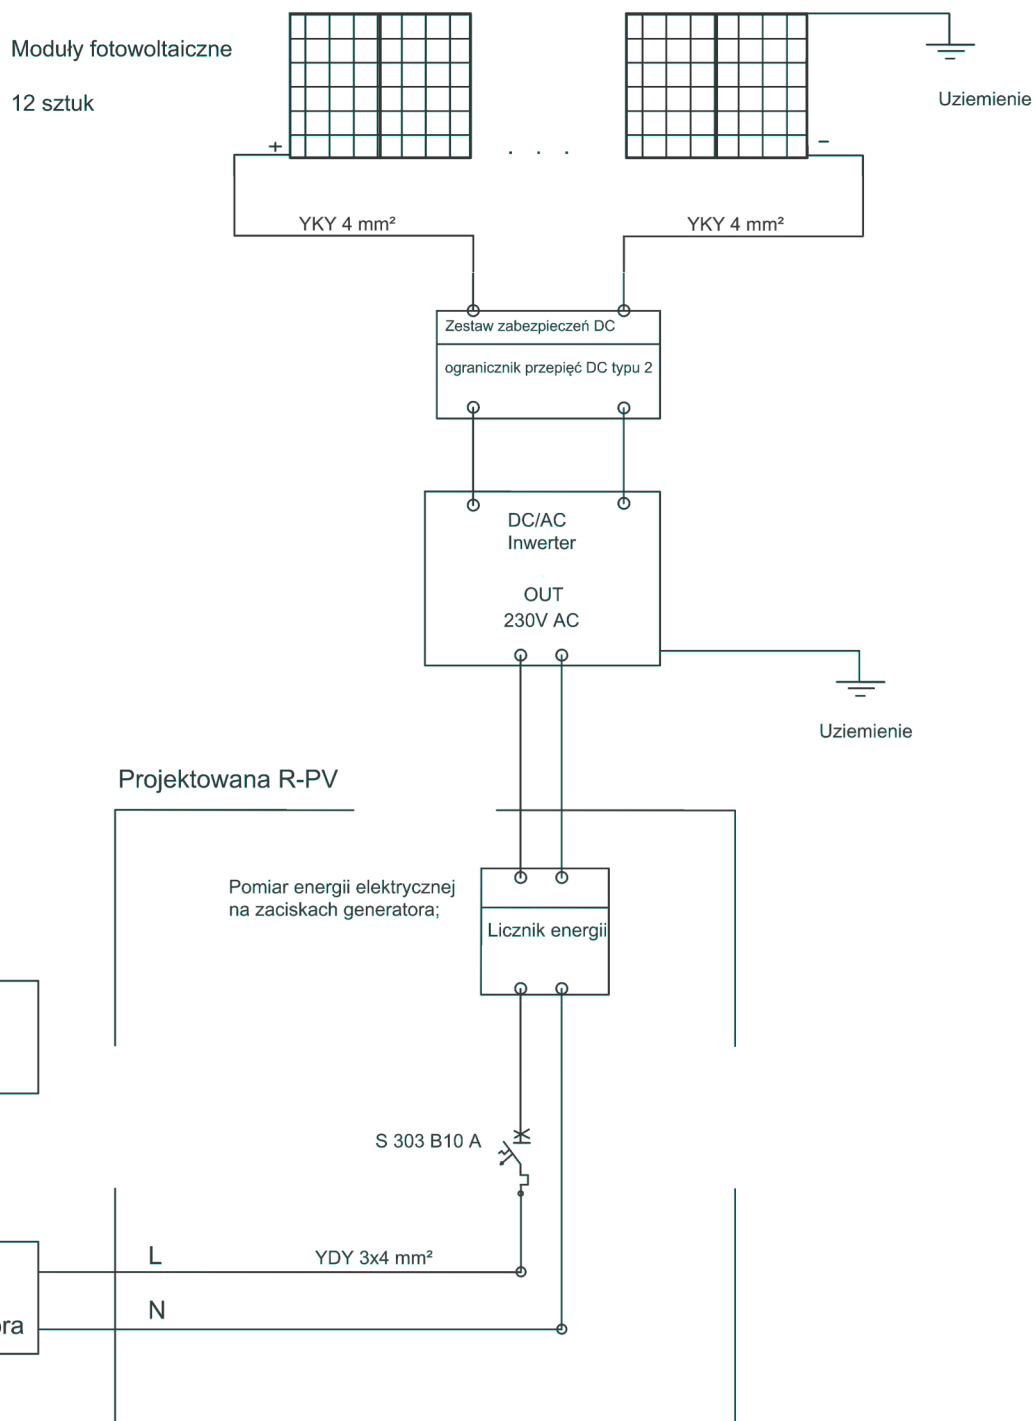 Moduły fotowoltaiczne
12 sztuk
Uziemienie
+
-
YKY 4 mm²
YKY 4 mm²
Zestaw zabezpieczeń DC
ogranicznik przepięć DC typu 2
DC/AC
Inwerter
OUT
230V AC
Uziemienie
Projektowana R-PV
Pomiar energii elektrycznej
na zaciskach generatora;
Licznik energii
S 303 B10 A
L
YDY 3x4 mm²
N